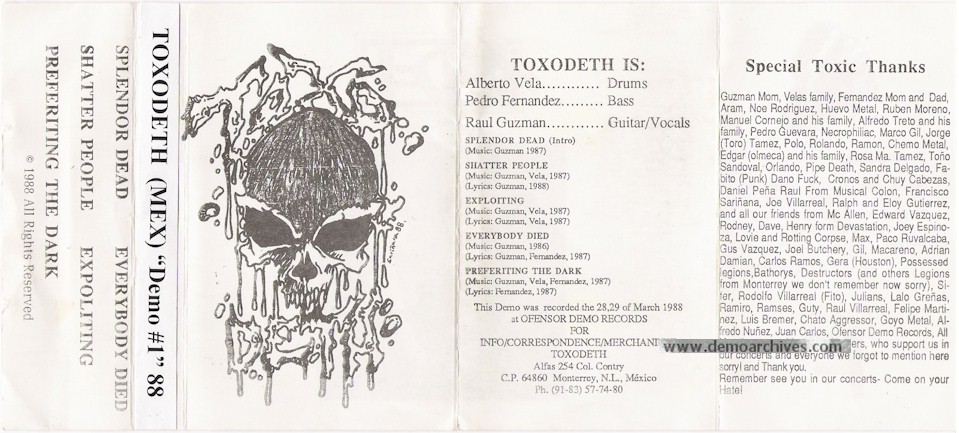 SPLENDOR DEAD
EVERYBODY DIED
SHATTER PEOPLE
EXPOLITING
PREFERITING THE DARK
© 1988 All Rights Reserved
TOXODETH (MEX) “Demo #1” 88
TOXODETH IS:
Alberto Vela............ Drums
Pedro Fernandez......... Bass
Raul Guzman........... Guitar/Vocals
SPLENDOR DEAD (Intro)
(Music: Guzman 1987)
SHATTER PEOPLE
(Music: Guzman, Vela, 1987)
(Lyrics: Guzman, 1988)
EXPLOITING
(Music: Guzman, Vela, 1987)
(Lyrics: Guzman, Vela, 1987)
EVERYBODY DIED
(Music: Guzman, 1986)
(Lyrics: Guzman, Fernandez, 1987)
PREFERITING THE DARK
(Music: Guzman, Vela, Fernandez, 1987)
(Lyrics: Fernandez, 1987)
This Demo was recorded the 28,29 of March 1988
at OFENSOR DEMO RECORDS
FOR
INFO/CORRESPONDENCE/MERCHANT
TOXODETH
Alfas 254 Col. Contry
C.P. 64860 Monterrey, N.L., México
Ph. (91-83) 57-74-80
Special Toxic Thanks
Guzman Mom, Velas family, Fernandez Mom and Dad,
Aram, Noe Rodriguez, Huevo Metal, Ruben Moreno,
Manuel Cornejo and his family, Alfredo Treto and his
family, Pedro Guevara, Necrophiliac, Marco Gil, Jorge
(Toro) Tamez, Polo, Rolando, Ramon, Chemo Metal,
Edgar (olmeca) and his family, Rosa Ma. Tamez, Toño
Sandoval, Orlando, Pipe Death, Sandra Delgado, Fa-
bito (Punk) Dano Fuck, Cronos and Chuy Cabezas,
Daniel Peña Raul From Musical Colon, Francisco
Sariñana, Joe Villarreal, Ralph and Eloy Gutierrez,
and all our friends from Mc Allen, Edward Vazquez,
Rodney, Dave, Henry form Devastation, Joey Espino-
za, Lovie and Rotting Corpse, Max, Paco Ruvalcaba,
Gus Vazquez, Joel Butchery, Gil, Macareno, Adrian
Damian, Carlos Ramos, Gera (Houston), Possessed
legions,Bathorys, Destructors (and others Legions
from Monterrey we don't remember now sorry), Si-
fer, Rodolfo Villarreal (Fito), Julians, Lalo Greñas,
Ramiro, Ramses, Guty, Raul Villarreal, Felipe Marti-
nez, Luis Bremer, Chato Aggressor, Goyo Metal, Al-
fredo Nuñez, Juan Carlos, Ofensor Demo Records, All
ers, who support us in
www.demoarchives.com
our concerts and everyone we forgot to mention here
sorry! and Thank you.
Remember see you in our concerts- Come on your
Hate!